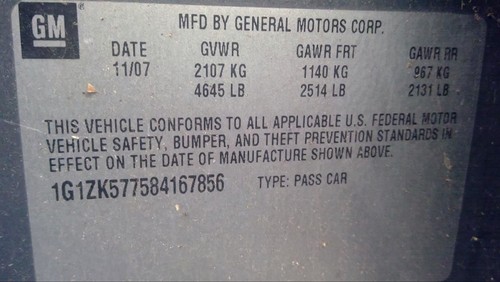 GM
MFD BY GENERAL MOTORS CORP.
DATE GVWR GAWR FRT GAWR RR
11/07 2107 KG 1140 KG 967 KG
4645 LB 2514 LB 2131 LB
THIS VEHICLE CONFORMS TO ALL APPLICABLE U.S. FEDERAL MOTOR
VEHICLE SAFETY, BUMPER, AND THEFT PREVENTION STANDARDS IN
EFFECT ON THE DATE OF MANUFACTURE SHOWN ABOVE.
1G1ZK577584167856 TYPE: PASS CAR